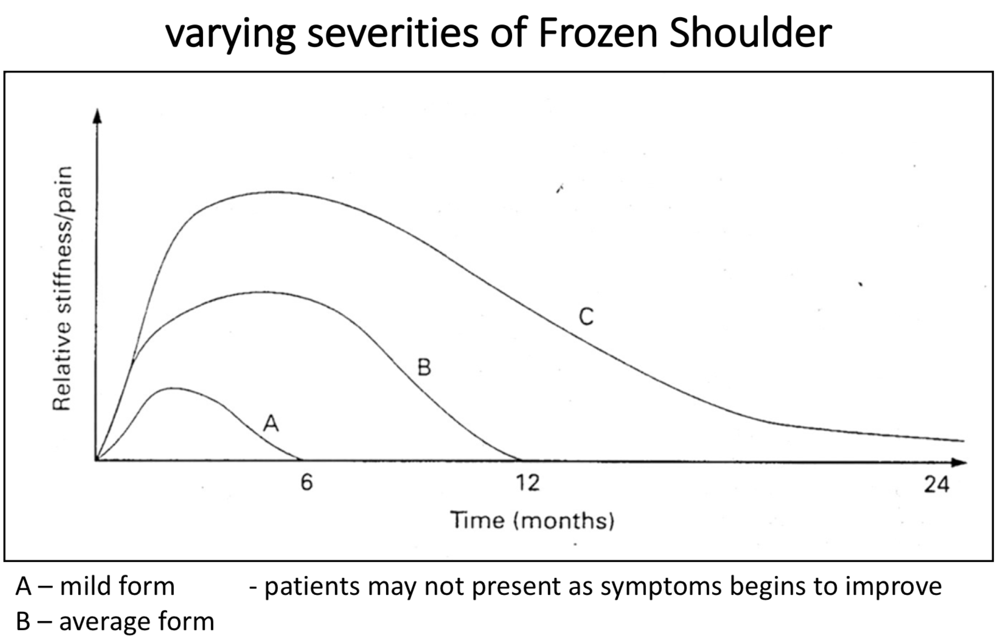 varying severities of Frozen Shoulder
Relative stiffness/pain
C
B
A
6 12 24
Time (months)
A – mild form - patients may not present as symptoms begins to improve
B – average form